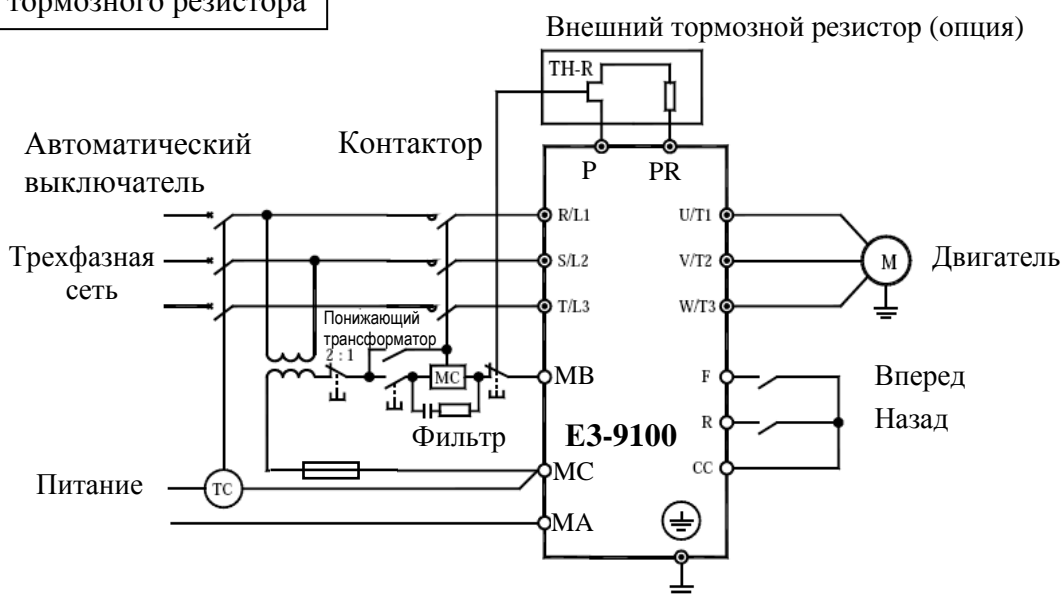 тормозного резистора
Внешний тормозной резистор (опция)
TH-R
Автоматический
выключатель
Контактор
P
PR
R/L1
U/T1
Трехфазная
сеть
S/L2
V/T2
M
Двигатель
T/L3
W/T3
Понижающий
трансформатор
2 : 1
MC
MB
F
Вперед
Фильтр
E3-9100
R
Назад
CC
Питание
TC
MC
MA